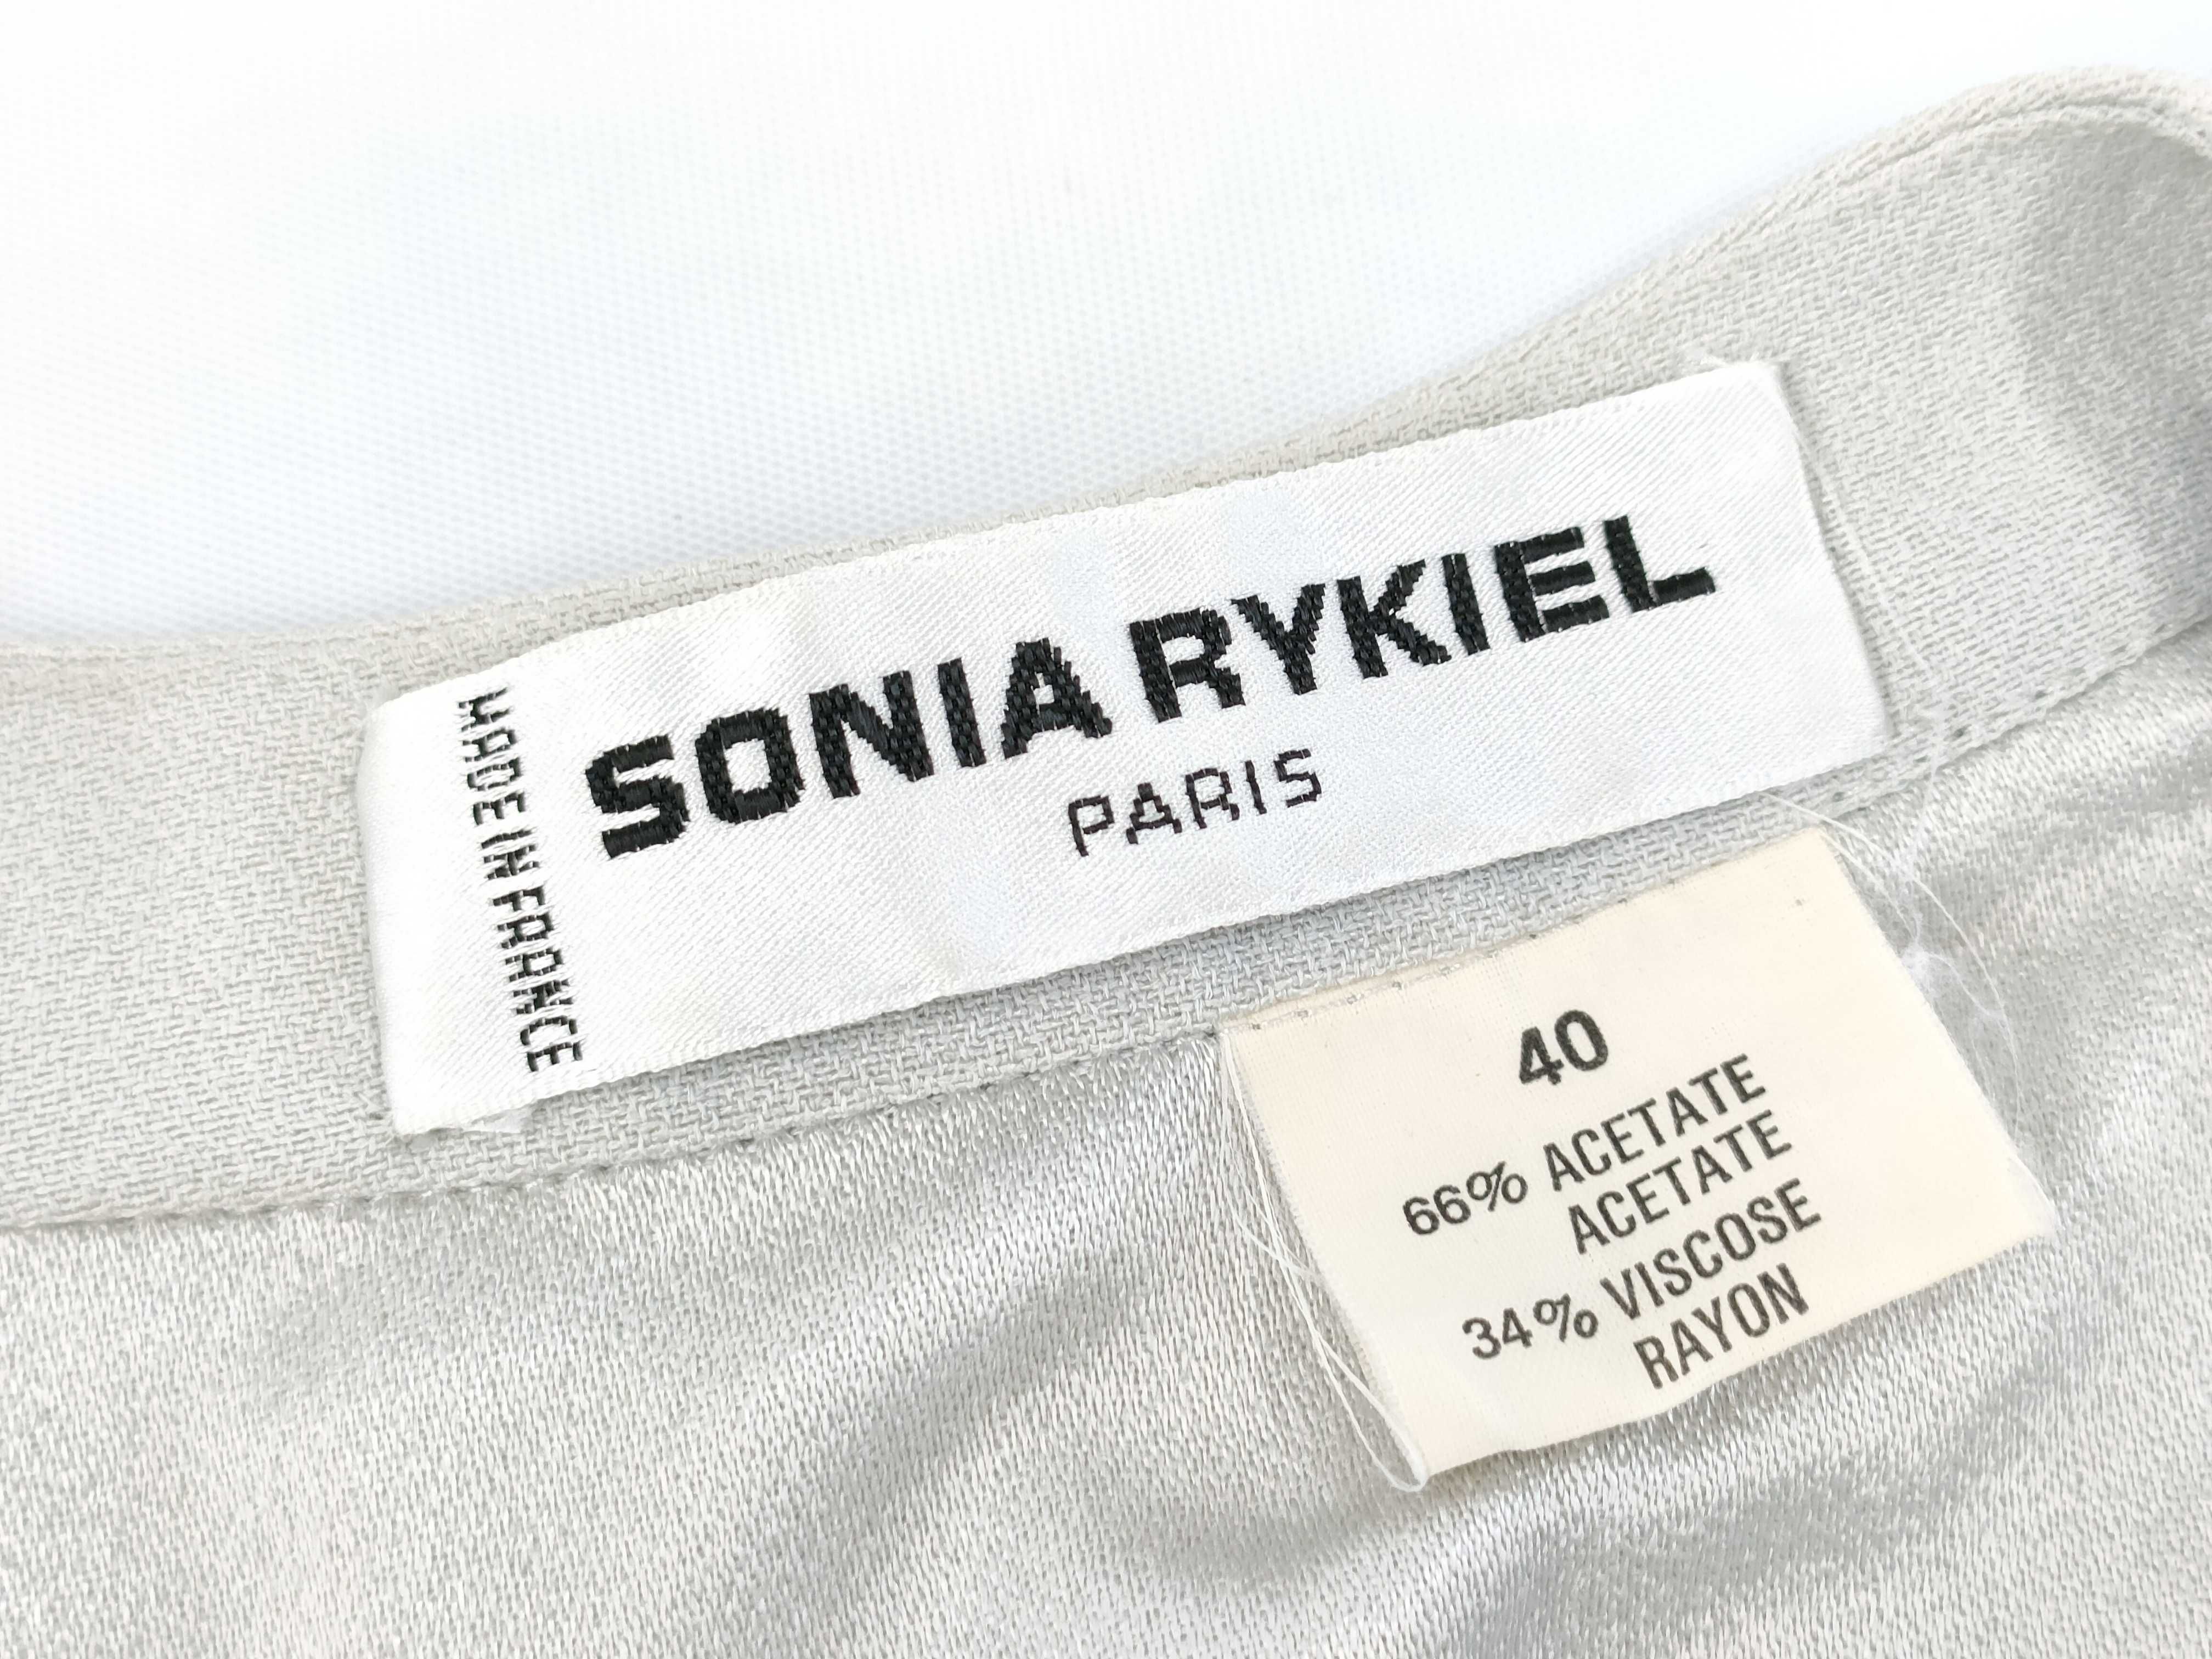 MADE IN FRANCE
SONIA RYKIEL
PARIS
40
66% ACETATE
ACETATE
34% VISCOSE
RAYON